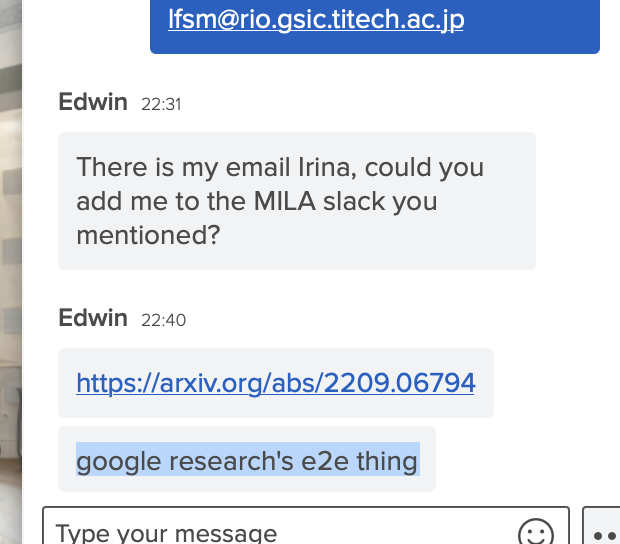 lfsm@rio.gsic.titech.ac.jp
Edwin 22:31
There is my email Irina, could you
add me to the MILA slack you
mentioned?
Edwin 22:40
https://arxiv.org/abs/2209.06794
google research's e2e thing
Type your message